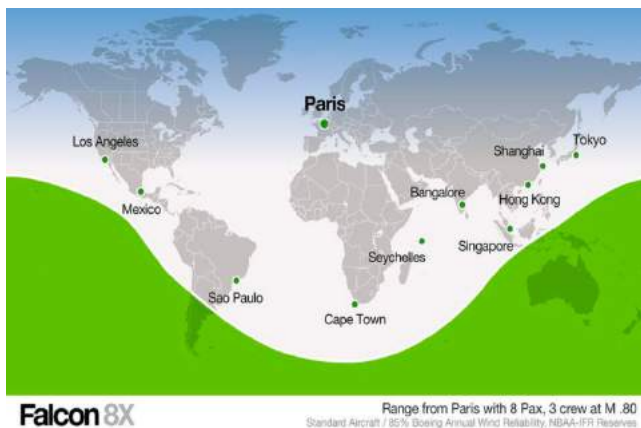 Paris
Los Angeles
Tokyo
Shanghai
Mexico
Bangalore
Hong Kong
Seychelles
Singapore
Sao Paulo
Cape Town
Falcon 8X
Range from Paris with 8 Pax, 3 crew at M .80
Standard Aircraft / 85% Boeing Annual Wind Reliability, NBAA-IFR Reserves